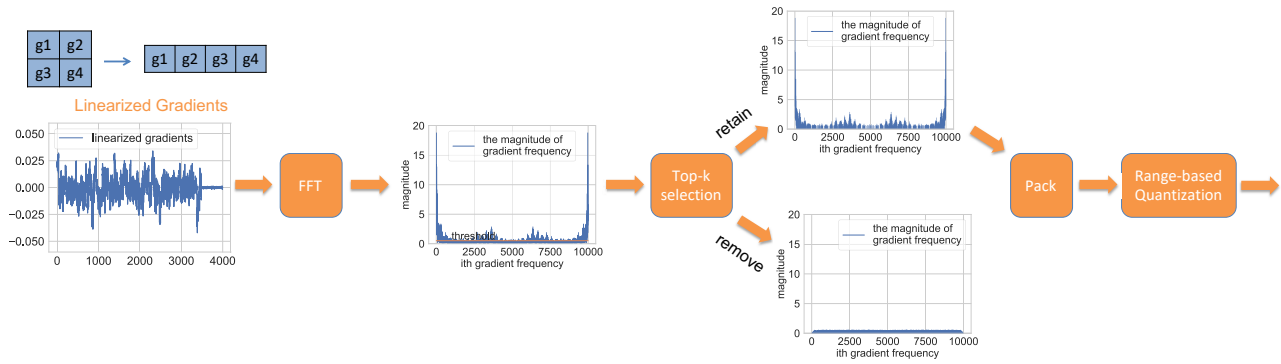 g1 g2
g3 g4
g1 g2 g3 g4
Linearized Gradients
linearized gradients
0.050
0.025
0.000
−0.025
−0.050
0 1000 2000 3000 4000
FFT
20
15
10
5
0
magnitude
the magnitude of
gradient frequency
threshold
0 2500 5000 7500 10000
ith gradient frequency
Top-k
selection
retain
remove
20
15
10
5
0
magnitude
the magnitude of
gradient frequency
0 2500 5000 7500 10000
ith gradient frequency
20
15
10
5
0
magnitude
the magnitude of
gradient frequency
0 2500 5000 7500 10000
ith gradient frequency
Pack
Range-based
Quantization